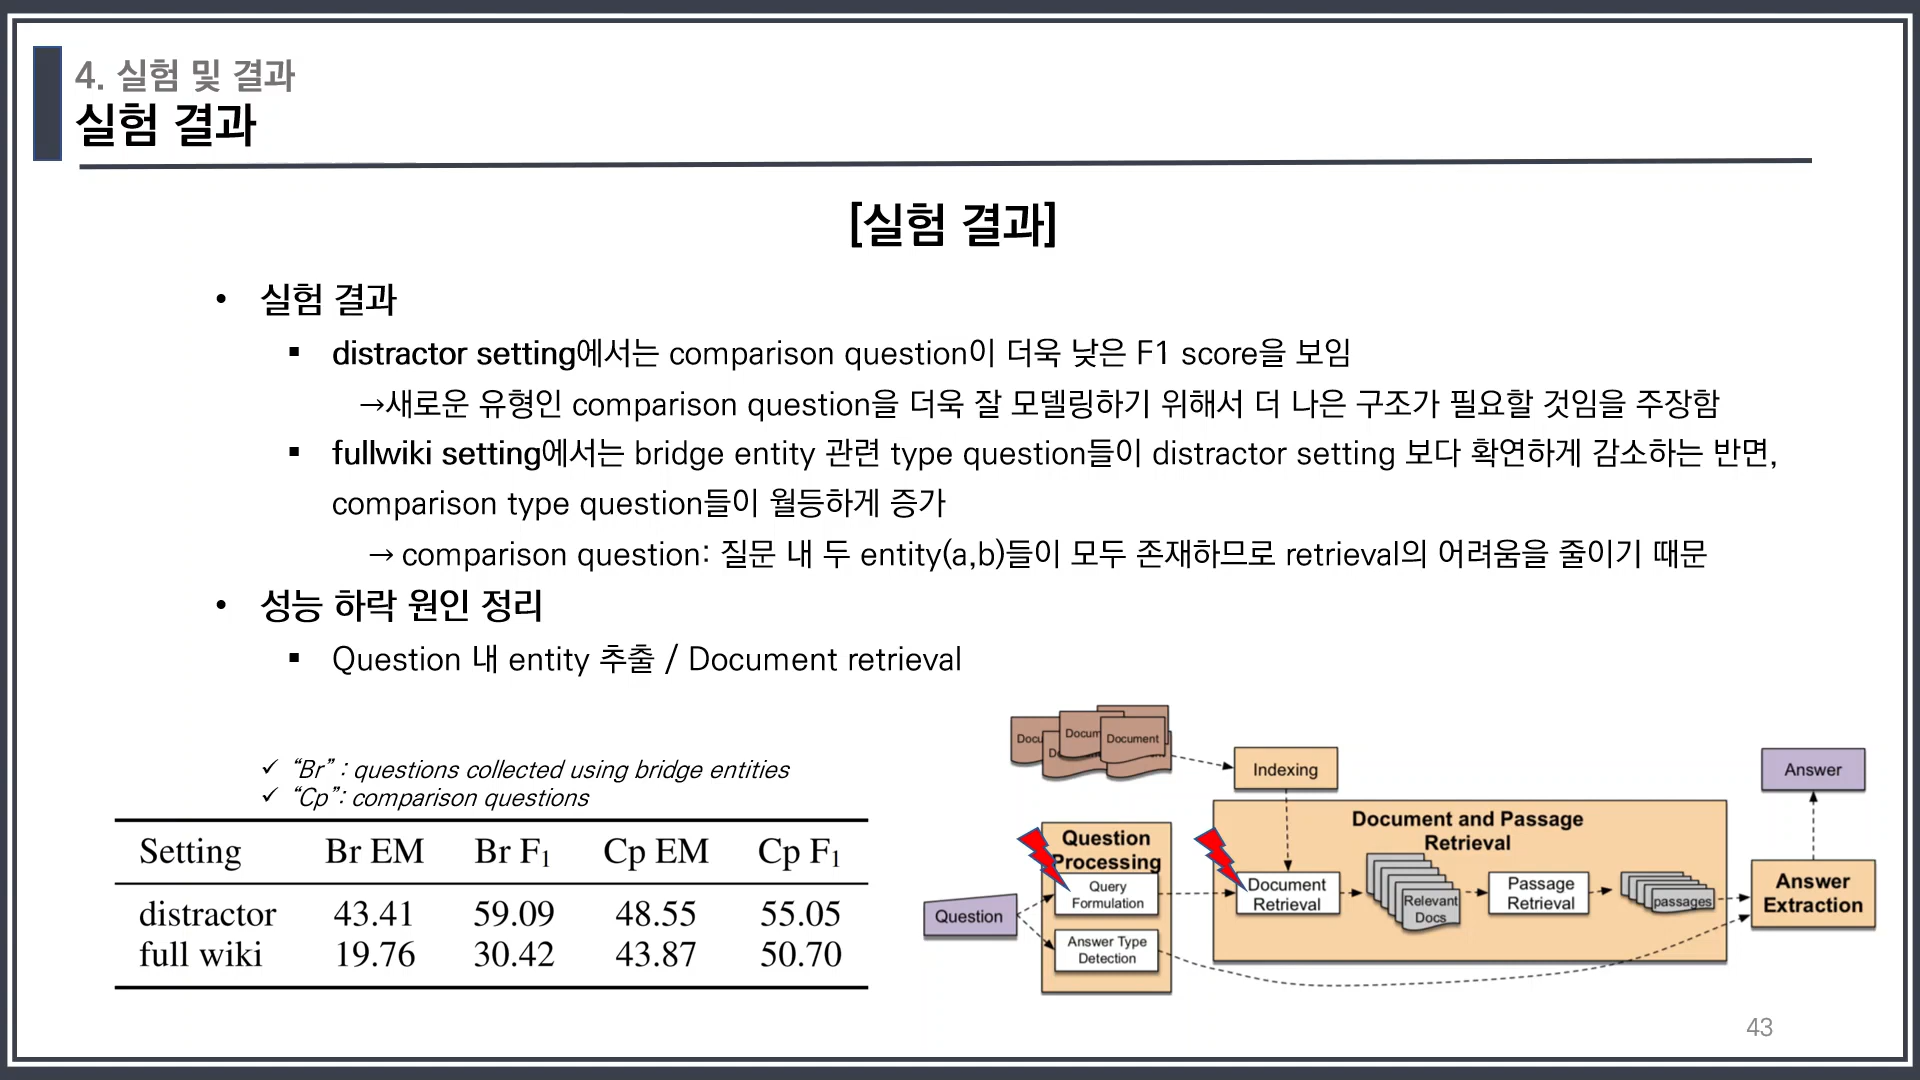 4. 실험 및 결과
실험 결과
[실험 결과]
• 실험 결과
▪ distractor setting에서는 comparison question이 더욱 낮은 F1 score을 보임
→새로운 유형인 comparison question을 더욱 잘 모델링하기 위해서 더 나은 구조가 필요할 것임을 주장함
▪ fullwiki setting에서는 bridge entity 관련 type question들이 distractor setting 보다 확연하게 감소하는 반면,
comparison type question들이 월등하게 증가
→ comparison question: 질문 내 두 entity(a,b)들이 모두 존재하므로 retrieval의 어려움을 줄이기 때문
• 성능 하락 원인 정리
▪ Question 내 entity 추출 / Document retrieval
✓ “Br” : questions collected using bridge entities
✓ “Cp”: comparison questions
Setting Br EM Br F₁ Cp EM Cp F₁
distractor 43.41 59.09 48.55 55.05
full wiki 19.76 30.42 43.87 50.70
Docum
Document
Indexing
Answer
Question
Question
Processing
Query
Formulation
Answer Type
Detection
Document and Passage
Retrieval
Document
Retrieval
Relevant
Docs
Passage
Retrieval
passages
Answer
Extraction
43